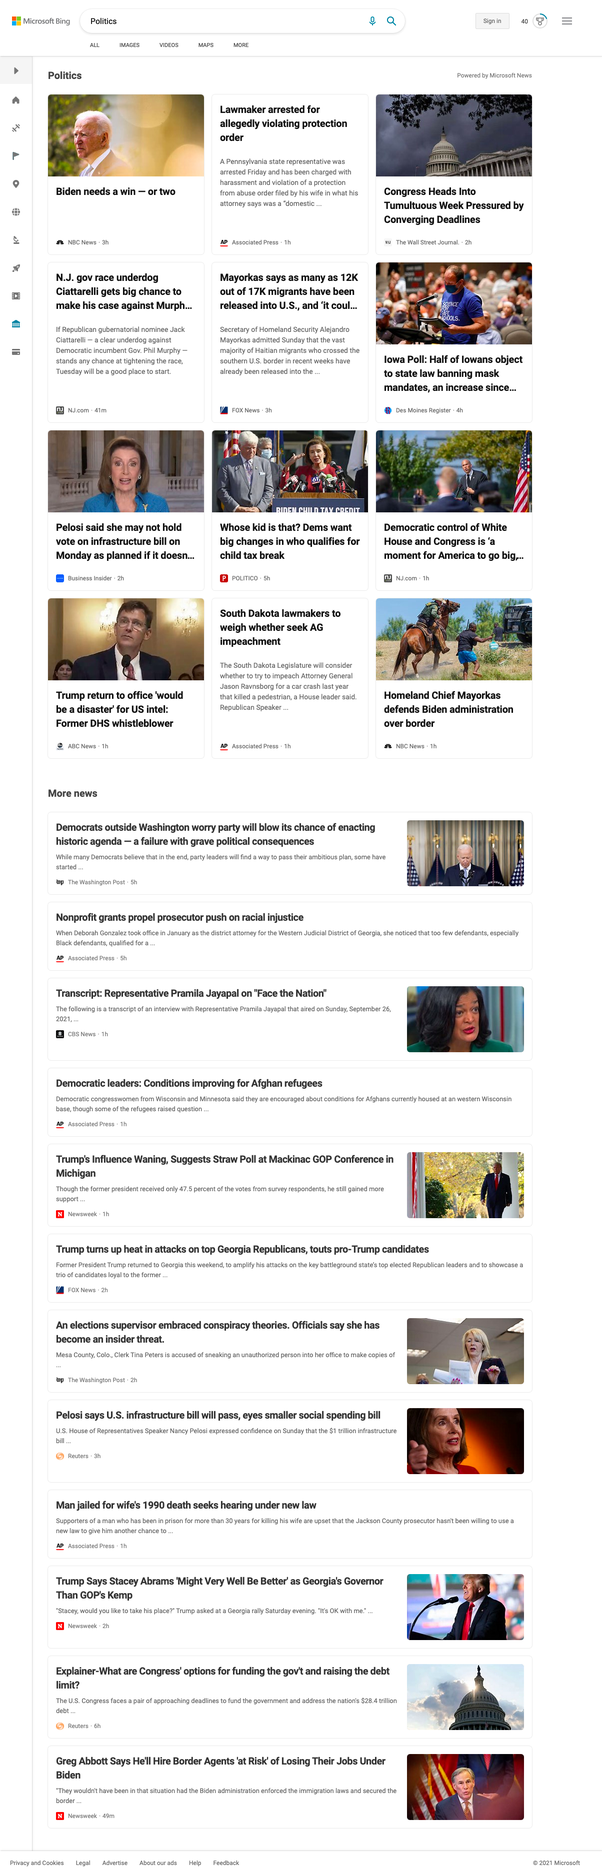 Microsoft Bing
Politics
Sign in
40
ALL
IMAGES
VIDEOS
MAPS
MORE
Politics
Powered by Microsoft News
Biden needs a win — or two
NBC News · 3h
Lawmaker arrested for
allegedly violating protection
order
A Pennsylvania state representative was
arrested Friday and has been charged with
harassment and violation of a protection
from abuse order filed by his wife in what his
attorney says was a "domestic ...
AP Associated Press · 1h
Congress Heads Into
Tumultuous Week Pressured by
Converging Deadlines
The Wall Street Journal. · 2h
N.J. gov race underdog
Ciattarelli gets big chance to
make his case against Murph...
If Republican gubernatorial nominee Jack
Ciattarelli — a clear underdog against
Democratic incumbent Gov. Phil Murphy —
stands any chance at tightening the race,
Tuesday will be a good place to start.
NJ.com · 41m
Mayorkas says as many as 12K
out of 17K migrants have been
released into U.S., and 'it coul...
Secretary of Homeland Security Alejandro
Mayorkas admitted Sunday that the vast
majority of Haitian migrants who crossed the
southern U.S. border in recent weeks have
already been released into the ...
FOX News · 3h
Iowa Poll: Half of Iowans object
to state law banning mask
mandates, an increase since...
Des Moines Register · 4h
Pelosi said she may not hold
vote on infrastructure bill on
Monday as planned if it doesn...
Business Insider · 2h
BIDEN CHILD TAX CREDIT
Whose kid is that? Dems want
big changes in who qualifies for
child tax break
P POLITICO · 5h
Democratic control of White
House and Congress is 'a
moment for America to go big,...
NJ.com · 1h
Trump return to office 'would
be a disaster' for US intel:
Former DHS whistleblower
ABC News · 1h
South Dakota lawmakers to
weigh whether seek AG
impeachment
The South Dakota Legislature will consider
whether to try to impeach Attorney General
Jason Ravnsborg for a car crash last year
that killed a pedestrian, a House leader said.
Republican Speaker ...
AP Associated Press · 1h
Homeland Chief Mayorkas
defends Biden administration
over border
NBC News · 1h
More news
Democrats outside Washington worry party will blow its chance of enacting
historic agenda — a failure with grave political consequences
While many Democrats believe that in the end, party leaders will find a way to pass their ambitious plan, some have
started ...
wp The Washington Post · 5h
Nonprofit grants propel prosecutor push on racial injustice
When Deborah Gonzalez took office in January as the district attorney for the Western Judicial District of Georgia, she noticed that too few defendants, especially
Black defendants, qualified for a ...
AP Associated Press · 5h
Transcript: Representative Pramila Jayapal on "Face the Nation"
The following is a transcript of an interview with Representative Pramila Jayapal that aired on Sunday, September 26,
2021, ...
CBS News · 1h
Democratic leaders: Conditions improving for Afghan refugees
Democratic congresswomen from Wisconsin and Minnesota said they are encouraged about conditions for Afghans currently housed at an western Wisconsin
base, though some of the refugees raised question ...
AP Associated Press · 1h
Trump's Influence Waning, Suggests Straw Poll at Mackinac GOP Conference in
Michigan
Though the former president received only 47.5 percent of the votes from survey respondents, he still gained more
support ...
N Newsweek · 1h
Trump turns up heat in attacks on top Georgia Republicans, touts pro-Trump candidates
Former President Trump returned to Georgia this weekend, to amplify his attacks on the key battleground state's top elected Republican leaders and to showcase a
trio of candidates loyal to the former ...
FOX News · 2h
An elections supervisor embraced conspiracy theories. Officials say she has
become an insider threat.
Mesa County, Colo., Clerk Tina Peters is accused of sneaking an unauthorized person into her office to make copies of
...
wp The Washington Post · 2h
Pelosi says U.S. infrastructure bill will pass, eyes smaller social spending bill
U.S. House of Representatives Speaker Nancy Pelosi expressed confidence on Sunday that the $1 trillion infrastructure
bill ...
Reuters · 3h
Man jailed for wife's 1990 death seeks hearing under new law
Supporters of a man who has been in prison for more than 30 years for killing his wife are upset that the Jackson County prosecutor hasn't been willing to use a
new law to give him another chance to ...
AP Associated Press · 1h
Trump Says Stacey Abrams 'Might Very Well Be Better' as Georgia's Governor
Than GOP's Kemp
"Stacey, would you like to take his place?" Trump asked at a Georgia rally Saturday evening. "It's OK with me." ...
N Newsweek · 2h
Explainer-What are Congress' options for funding the gov't and raising the debt
limit?
The U.S. Congress faces a pair of approaching deadlines to fund the government and address the nation's $28.4 trillion
debt ...
Reuters · 6h
Greg Abbott Says He'll Hire Border Agents 'at Risk' of Losing Their Jobs Under
Biden
"They wouldn't have been in that situation had the Biden administration enforced the immigration laws and secured the
border ...
N Newsweek · 49m
Privacy and Cookies
Legal
Advertise
About our ads
Help
Feedback
© 2021 Microsoft